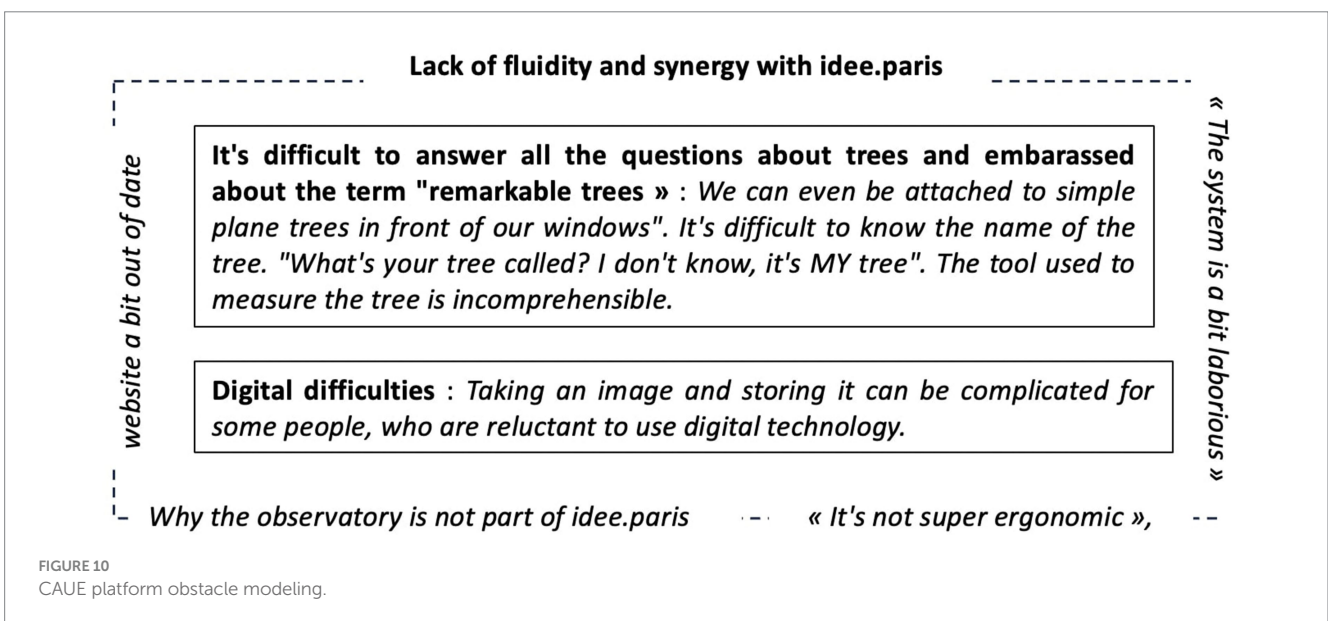 Lack of fluidity and synergy with idee.paris
website a bit out of date
It's difficult to answer all the questions about trees and embarassed
about the term "remarkable trees » : We can even be attached to simple
plane trees in front of our windows". It's difficult to know the name of the
tree. "What's your tree called? I don't know, it's MY tree". The tool used to
measure the tree is incomprehensible.
Digital difficulties : Taking an image and storing it can be complicated for
some people, who are reluctant to use digital technology.
« The system is a bit laborious »
Why the observatory is not part of idee.paris
« It's not super ergonomic »,
FIGURE 10
CAUE platform obstacle modeling.